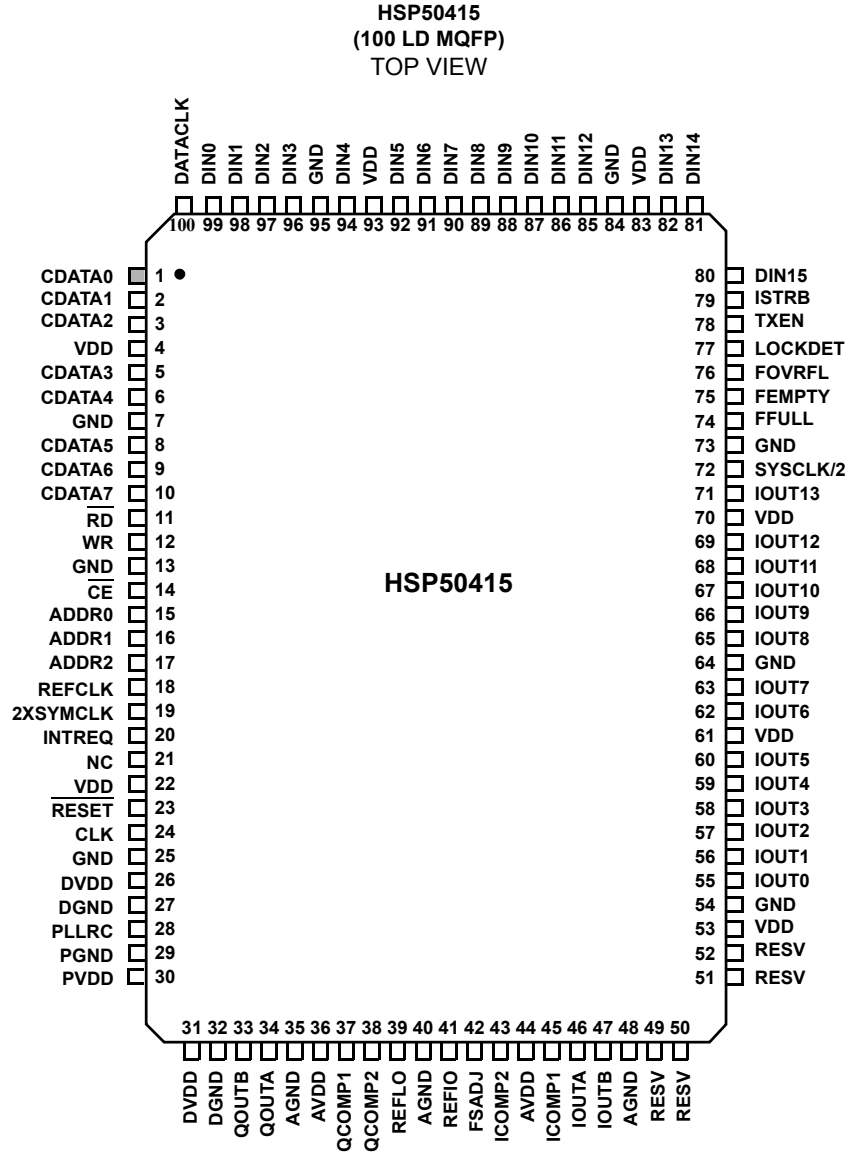 HSP50415
(100 LD MQFP)
TOP VIEW
DATACLK DIN0 DIN1 DIN2 DIN3 GND DIN4 VDD DIN5 DIN6 DIN7 DIN8 DIN9 DIN10 DIN11 DIN12 GND VDD DIN13 DIN14
100 99 98 97 96 95 94 93 92 91 90 89 88 87 86 85 84 83 82 81
CDATA0 1 80 DIN15
CDATA1 2 79 ISTRB
CDATA2 3 78 TXEN
VDD 4 77 LOCKDET
CDATA3 5 76 FOVRFL
CDATA4 6 75 FEMPTY
GND 7 74 FFULL
CDATA5 8 73 GND
CDATA6 9 72 SYSCLK/2
CDATA7 10 71 IOUT13
RD 11 70 VDD
WR 12 69 IOUT12
GND 13 68 IOUT11
HSP50415
CE 14 67 IOUT10
ADDR0 15 66 IOUT9
ADDR1 16 65 IOUT8
ADDR2 17 64 GND
REFCLK 18 63 IOUT7
2XSYMCLK 19 62 IOUT6
INTREQ 20 61 VDD
NC 21 60 IOUT5
VDD 22 59 IOUT4
RESET 23 58 IOUT3
CLK 24 57 IOUT2
GND 25 56 IOUT1
DVDD 26 55 IOUT0
DGND 27 54 GND
PLLRC 28 53 VDD
PGND 29 52 RESV
PVDD 30 51 RESV
31 32 33 34 35 36 37 38 39 40 41 42 43 44 45 46 47 48 49 50
DVDD DGND QOUTB QOUTA AGND AVDD QCOMP1 QCOMP2 REFLO AGND REFIO FSADJ ICOMP2 AVDD ICOMP1 IOUTA IOUTB AGND RESV RESV